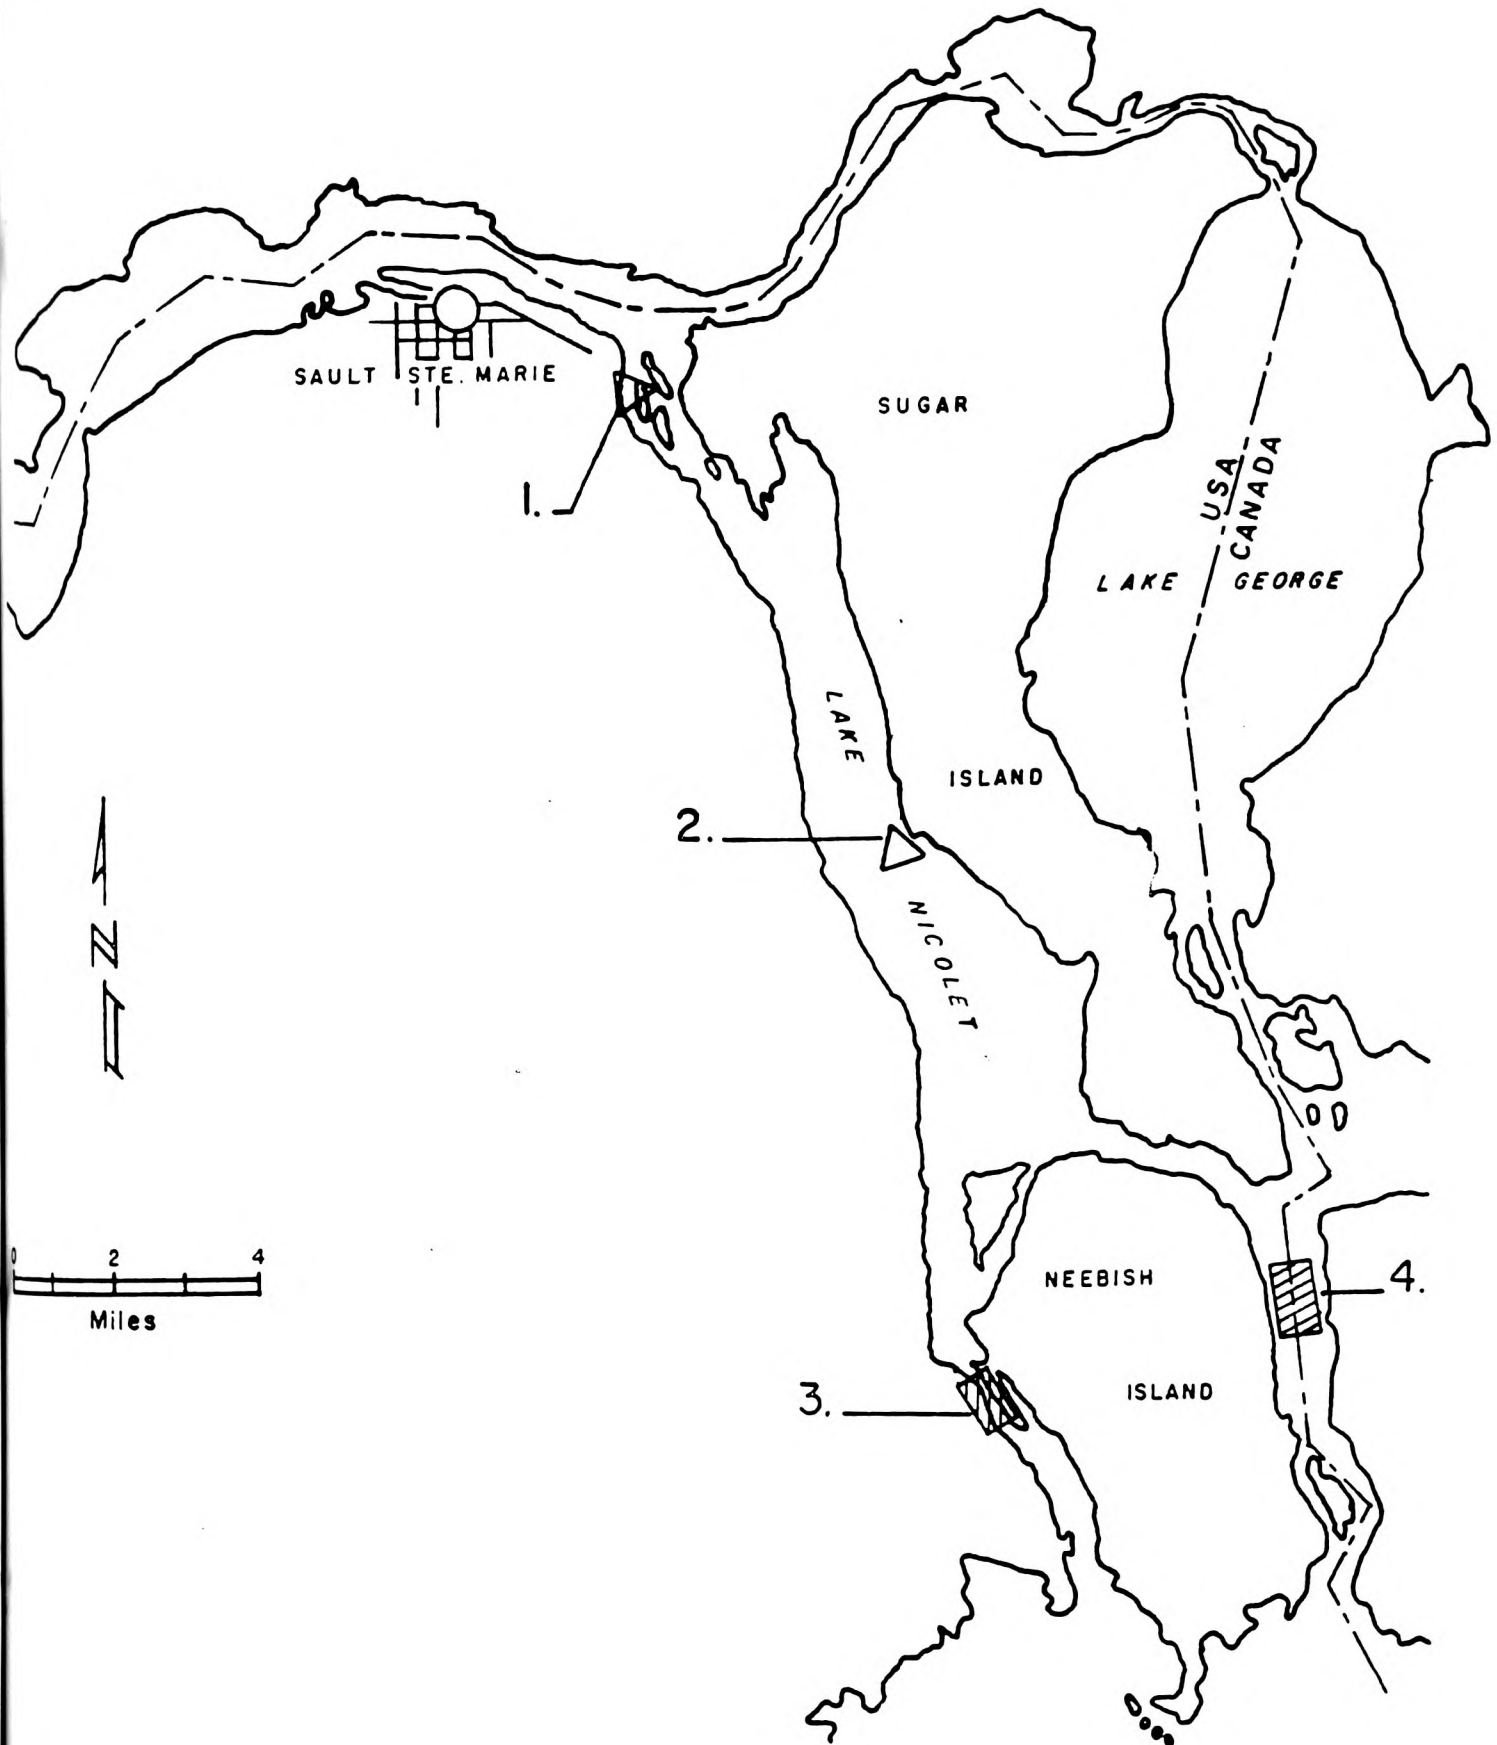 SAULT STE. MARIE
SUGAR
1.
USA
CANADA
LAKE GEORGE
LAKE
ISLAND
2.
NICOLET
N
0 2 4
Miles
NEEBISH
4.
ISLAND
3.